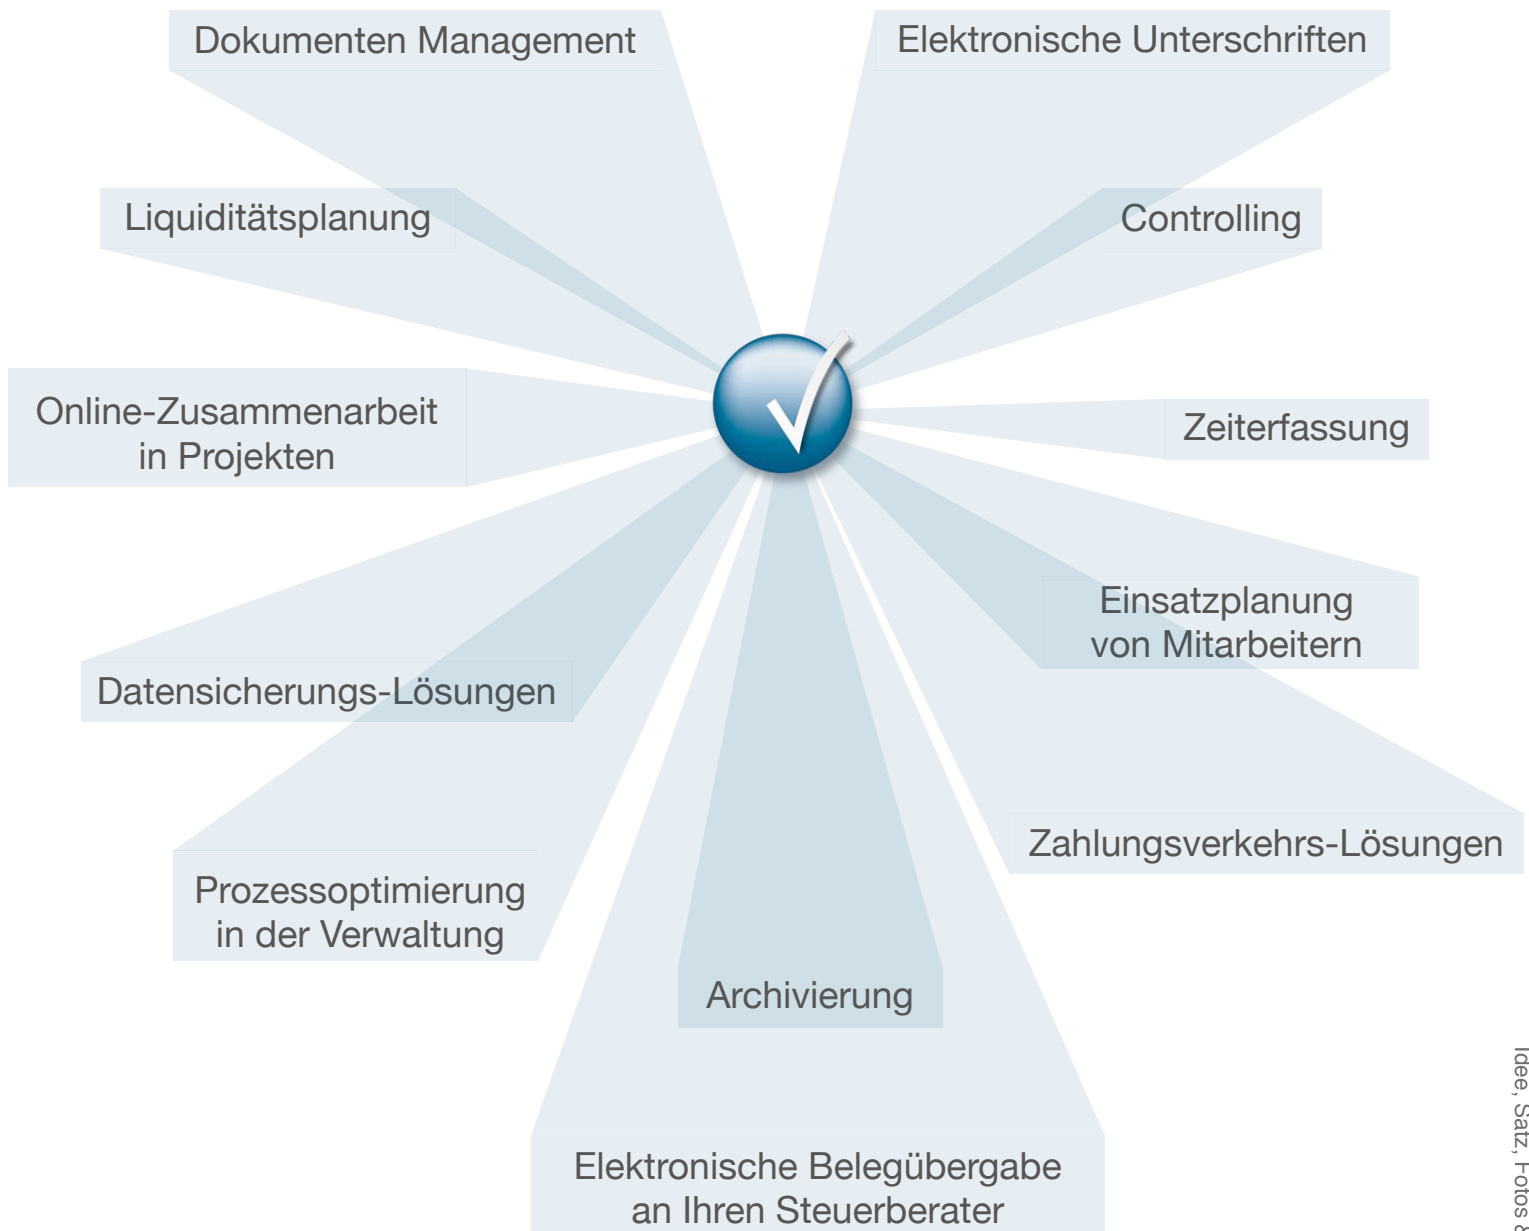 Dokumenten Management
Elektronische Unterschriften
Liquiditätsplanung
Controlling
Online-Zusammenarbeit
in Projekten
Zeiterfassung
Einsatzplanung
von Mitarbeitern
Datensicherungs-Lösungen
Zahlungsverkehrs-Lösungen
Prozessoptimierung
in der Verwaltung
Archivierung
Elektronische Belegübergabe
an Ihren Steuerberater
Idee, Satz, Fotos &